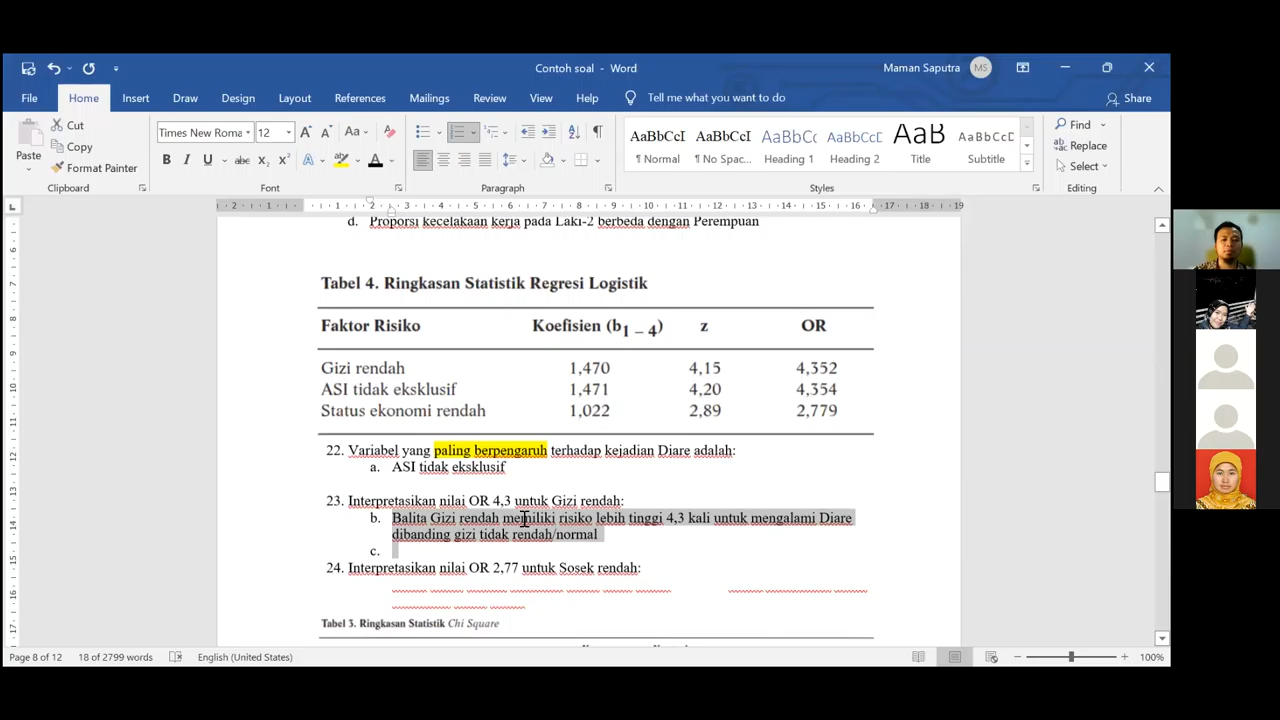 Contoh soal - Word
Maman Saputra MS
File Home Insert Draw Design Layout References Mailings Review View Help Tell me what you want to do Share
Paste
Cut
Copy
Format Painter
Clipboard
Times New Roma 12
Font
Paragraph
AaBbCcI AaBbCcI AaBbCc AaBbCcI AaB AaBbCcI
¶ Normal ¶ No Spac... Heading 1 Heading 2 Title Subtitle
Styles
Find
Replace
Select
Editing
d. Proporsi kecelakaan kerja pada Laki-2 berbeda dengan Perempuan
Tabel 4. Ringkasan Statistik Regresi Logistik
Faktor Risiko Koefisien (b1 – 4) z OR
Gizi rendah 1,470 4,15 4,352
ASI tidak eksklusif 1,471 4,20 4,354
Status ekonomi rendah 1,022 2,89 2,779
22. Variabel yang paling berpengaruh terhadap kejadian Diare adalah:
a. ASI tidak eksklusif
23. Interpretasikan nilai OR 4,3 untuk Gizi rendah:
b. Balita Gizi rendah memiliki risiko lebih tinggi 4,3 kali untuk mengalami Diare
dibanding gizi tidak rendah/normal
c.
24. Interpretasikan nilai OR 2,77 untuk Sosek rendah:
Tabel 3. Ringkasan Statistik Chi Square
Page 8 of 12 18 of 2799 words English (United States) 100%